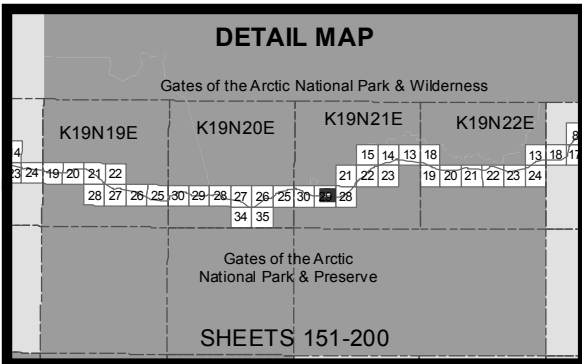 DETAIL MAP
Gates of the Arctic National Park & Wilderness
K19N19E
K19N20E
K19N21E
K19N22E
8
4
15 14 13 18
13 18 17
23 24 19 20 21 22
21 22 23
19 20 21 22 23 24
28 27 26 25 30 29 28 27 26 25 30 29 28
34 35
Gates of the Arctic
National Park & Preserve
SHEETS 151-200